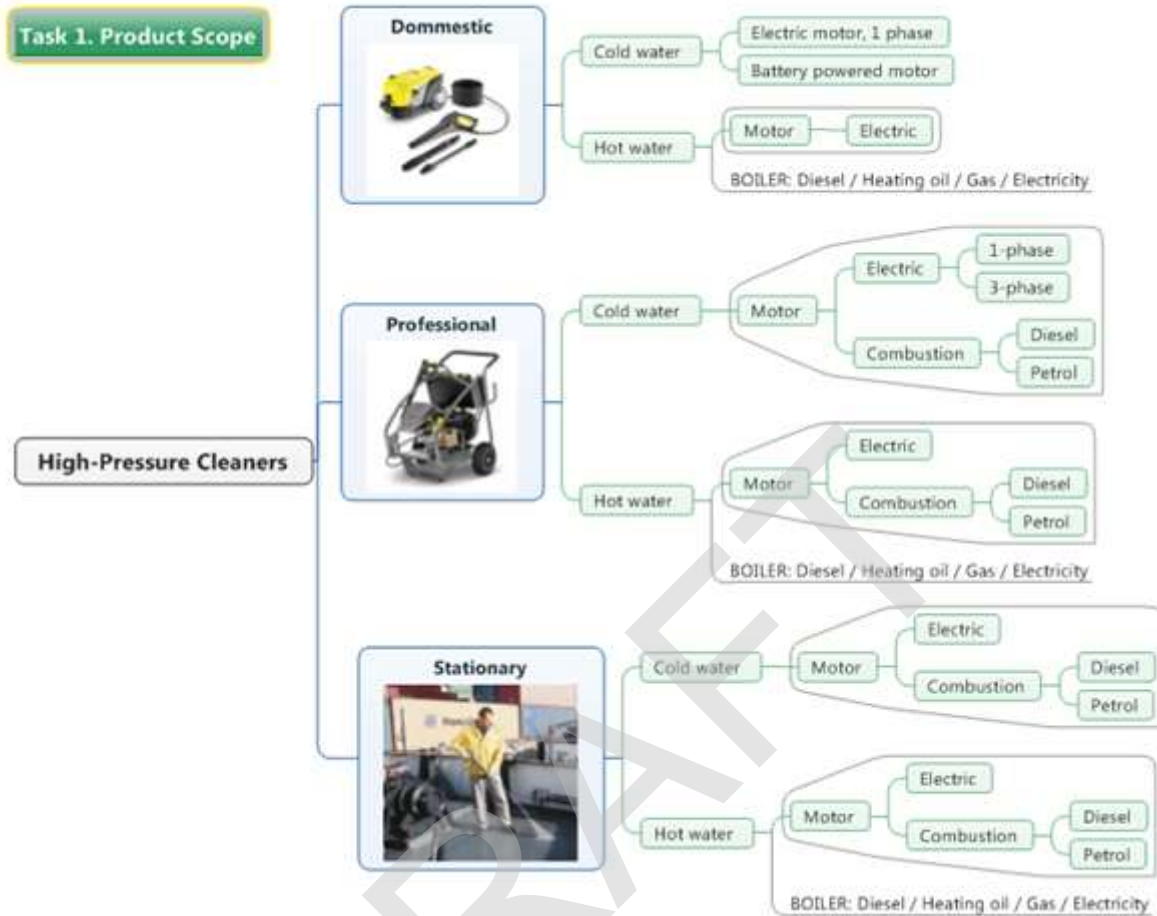 Task 1. Product Scope
High-Pressure Cleaners
Dommestic
Cold water
Electric motor, 1 phase
Battery powered motor
Hot water
Motor
Electric
BOILER: Diesel / Heating oil / Gas / Electricity
Professional
Cold water
Motor
Electric
1-phase
3-phase
Combustion
Diesel
Petrol
Hot water
Motor
Electric
Combustion
Diesel
Petrol
BOILER: Diesel / Heating oil / Gas / Electricity
Stationary
Cold water
Motor
Electric
Combustion
Diesel
Petrol
Hot water
Motor
Electric
Combustion
Diesel
Petrol
BOILER: Diesel / Heating oil / Gas / Electricity